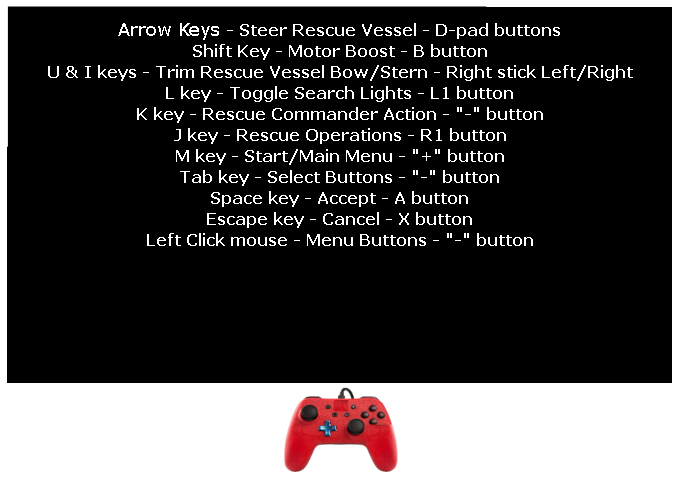 Arrow Keys - Steer Rescue Vessel - D-pad buttons
Shift Key - Motor Boost - B button
U & I keys - Trim Rescue Vessel Bow/Stern - Right stick Left/Right
L key - Toggle Search Lights - L1 button
K key - Rescue Commander Action - "-" button
J key - Rescue Operations - R1 button
M key - Start/Main Menu - "+" button
Tab key - Select Buttons - "-" button
Space key - Accept - A button
Escape key - Cancel - X button
Left Click mouse - Menu Buttons - "-" button